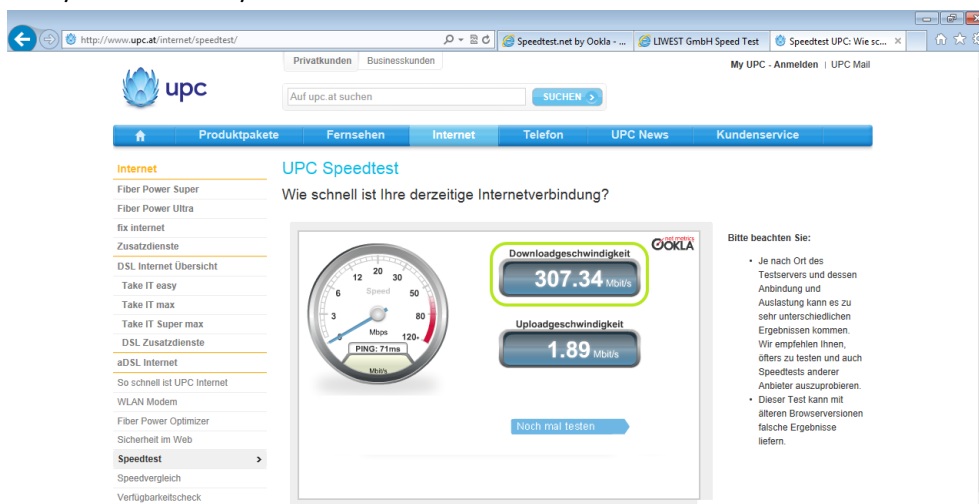 http://www.upc.at/internet/speedtest/
Speedtest.net by Ookla - ...
LIWEST GmbH Speed Test
Speedtest UPC: Wie sc...
Privatkunden Businesskunden
My UPC - Anmelden | UPC Mail
upc
Auf upc.at suchen
SUCHEN
Produktpakete Fernsehen Internet Telefon UPC News Kundenservice
Internet
Fiber Power Super
Fiber Power Ultra
fix internet
Zusatzdienste
DSL Internet Übersicht
Take IT easy
Take IT max
Take IT Super max
DSL Zusatzdienste
aDSL Internet
So schnell ist UPC Internet
WLAN Modem
Fiber Power Optimizer
Sicherheit im Web
Speedtest
Speedvergleich
Verfügbarkeitscheck
UPC Speedtest
Wie schnell ist Ihre derzeitige Internetverbindung?
net metrics
OOKLA
12 20 30
6 Speed 50
3 80
Mbps 120+
PING: 71ms
Mbit/s
Downloadgeschwindigkeit
307.34 Mbit/s
Uploadgeschwindigkeit
1.89 Mbit/s
Noch mal testen
Bitte beachten Sie:
• Je nach Ort des
Testservers und dessen
Anbindung und
Auslastung kann es zu
sehr unterschiedlichen
Ergebnissen kommen.
Wir empfehlen Ihnen,
öfters zu testen und auch
Speedtests anderer
Anbieter auszuprobieren.
• Dieser Test kann mit
älteren Browserversionen
falsche Ergebnisse
liefern.